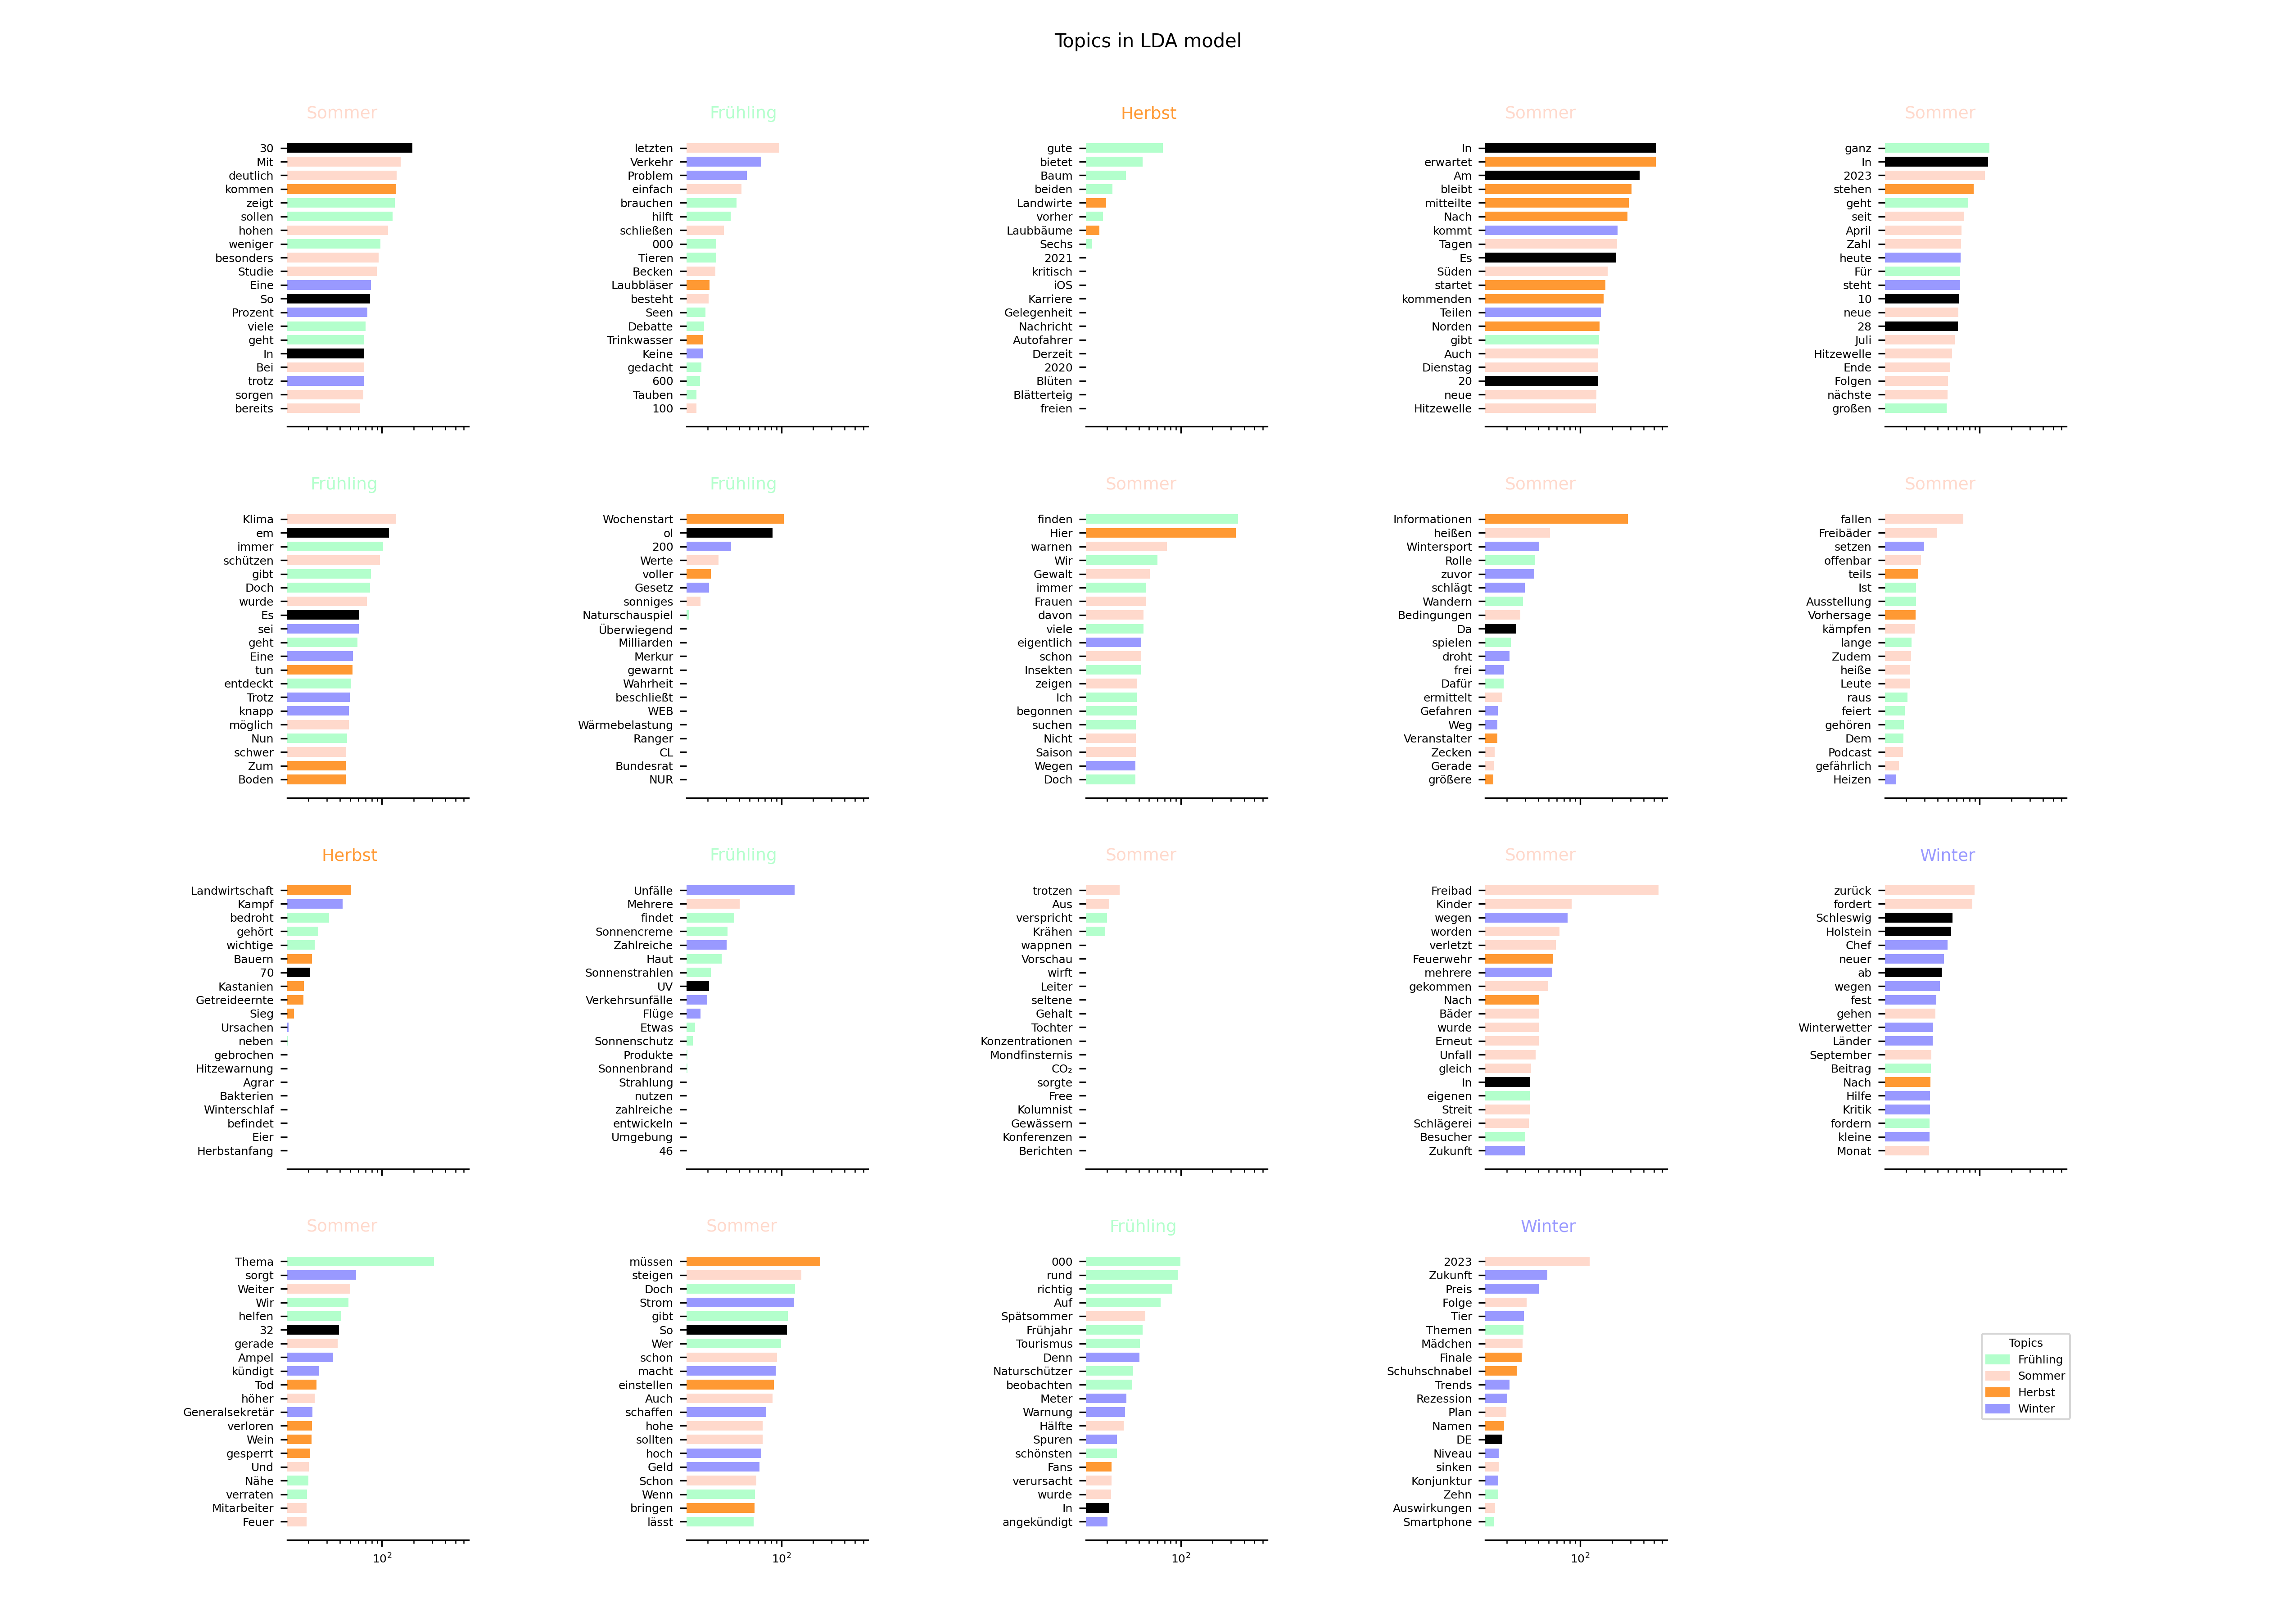 Topics in LDA model
Sommer
30
Mit
deutlich
kommen
zeigt
sollen
hohen
weniger
besonders
Studie
Eine
So
Prozent
viele
geht
In
Bei
trotz
sorgen
bereits
Frühling
letzten
Verkehr
Problem
einfach
brauchen
hilft
schließen
000
Tieren
Becken
Laubbläser
besteht
Seen
Debatte
Trinkwasser
Keine
gedacht
600
Tauben
100
Herbst
gute
bietet
Baum
beiden
Landwirte
vorher
Laubbäume
Sechs
2021
kritisch
iOS
Karriere
Gelegenheit
Nachricht
Autofahrer
Derzeit
2020
Blüten
Blätterteig
freien
Sommer
In
erwartet
Am
bleibt
mitteilte
Nach
kommt
Tagen
Es
Süden
startet
kommenden
Teilen
Norden
gibt
Auch
Dienstag
20
neue
Hitzewelle
Sommer
ganz
In
2023
stehen
geht
seit
April
Zahl
heute
Für
steht
10
neue
28
Juli
Hitzewelle
Ende
Folgen
nächste
großen
Frühling
Klima
em
immer
schützen
gibt
Doch
wurde
Es
sei
geht
Eine
tun
entdeckt
Trotz
knapp
möglich
Nun
schwer
Zum
Boden
Frühling
Wochenstart
ol
200
Werte
voller
Gesetz
sonniges
Naturschauspiel
Überwiegend
Milliarden
Merkur
gewarnt
Wahrheit
beschließt
WEB
Wärmebelastung
Ranger
CL
Bundesrat
NUR
Sommer
finden
Hier
warnen
Wir
Gewalt
immer
Frauen
davon
viele
eigentlich
schon
Insekten
zeigen
Ich
begonnen
suchen
Nicht
Saison
Wegen
Doch
Sommer
Informationen
heißen
Wintersport
Rolle
zuvor
schlägt
Wandern
Bedingungen
Da
spielen
droht
frei
Dafür
ermittelt
Gefahren
Weg
Veranstalter
Zecken
Gerade
größere
Sommer
fallen
Freibäder
setzen
offenbar
teils
Ist
Ausstellung
Vorhersage
kämpfen
lange
Zudem
heiße
Leute
raus
feiert
gehören
Dem
Podcast
gefährlich
Heizen
Herbst
Landwirtschaft
Kampf
bedroht
gehört
wichtige
Bauern
70
Kastanien
Getreideernte
Sieg
Ursachen
neben
gebrochen
Hitzewarnung
Agrar
Bakterien
Winterschlaf
befindet
Eier
Herbstanfang
Frühling
Unfälle
Mehrere
findet
Sonnencreme
Zahlreiche
Haut
Sonnenstrahlen
UV
Verkehrsunfälle
Flüge
Etwas
Sonnenschutz
Produkte
Sonnenbrand
Strahlung
nutzen
zahlreiche
entwickeln
Umgebung
46
Sommer
trotzen
Aus
verspricht
Krähen
wappnen
Vorschau
wirft
Leiter
seltene
Gehalt
Tochter
Konzentrationen
Mondfinsternis
CO₂
sorgte
Free
Kolumnist
Gewässern
Konferenzen
Berichten
Sommer
Freibad
Kinder
wegen
worden
verletzt
Feuerwehr
mehrere
gekommen
Nach
Bäder
wurde
Erneut
Unfall
gleich
In
eigenen
Streit
Schlägerei
Besucher
Zukunft
Winter
zurück
fordert
Schleswig
Holstein
Chef
neuer
ab
wegen
fest
gehen
Winterwetter
Länder
September
Beitrag
Nach
Hilfe
Kritik
fordern
kleine
Monat
Sommer
Thema
sorgt
Weiter
Wir
helfen
32
gerade
Ampel
kündigt
Tod
höher
Generalsekretär
verloren
Wein
gesperrt
Und
Nähe
verraten
Mitarbeiter
Feuer
10²
Sommer
müssen
steigen
Doch
Strom
gibt
So
Wer
schon
macht
einstellen
Auch
schaffen
hohe
sollten
hoch
Geld
Schon
Wenn
bringen
lässt
10²
Frühling
000
rund
richtig
Auf
Spätsommer
Frühjahr
Tourismus
Denn
Naturschützer
beobachten
Meter
Warnung
Hälfte
Spuren
schönsten
Fans
verursacht
wurde
In
angekündigt
10²
Winter
2023
Zukunft
Preis
Folge
Tier
Themen
Mädchen
Finale
Schuhschnabel
Trends
Rezession
Plan
Namen
DE
Niveau
sinken
Konjunktur
Zehn
Auswirkungen
Smartphone
10²
Topics
Frühling
Sommer
Herbst
Winter